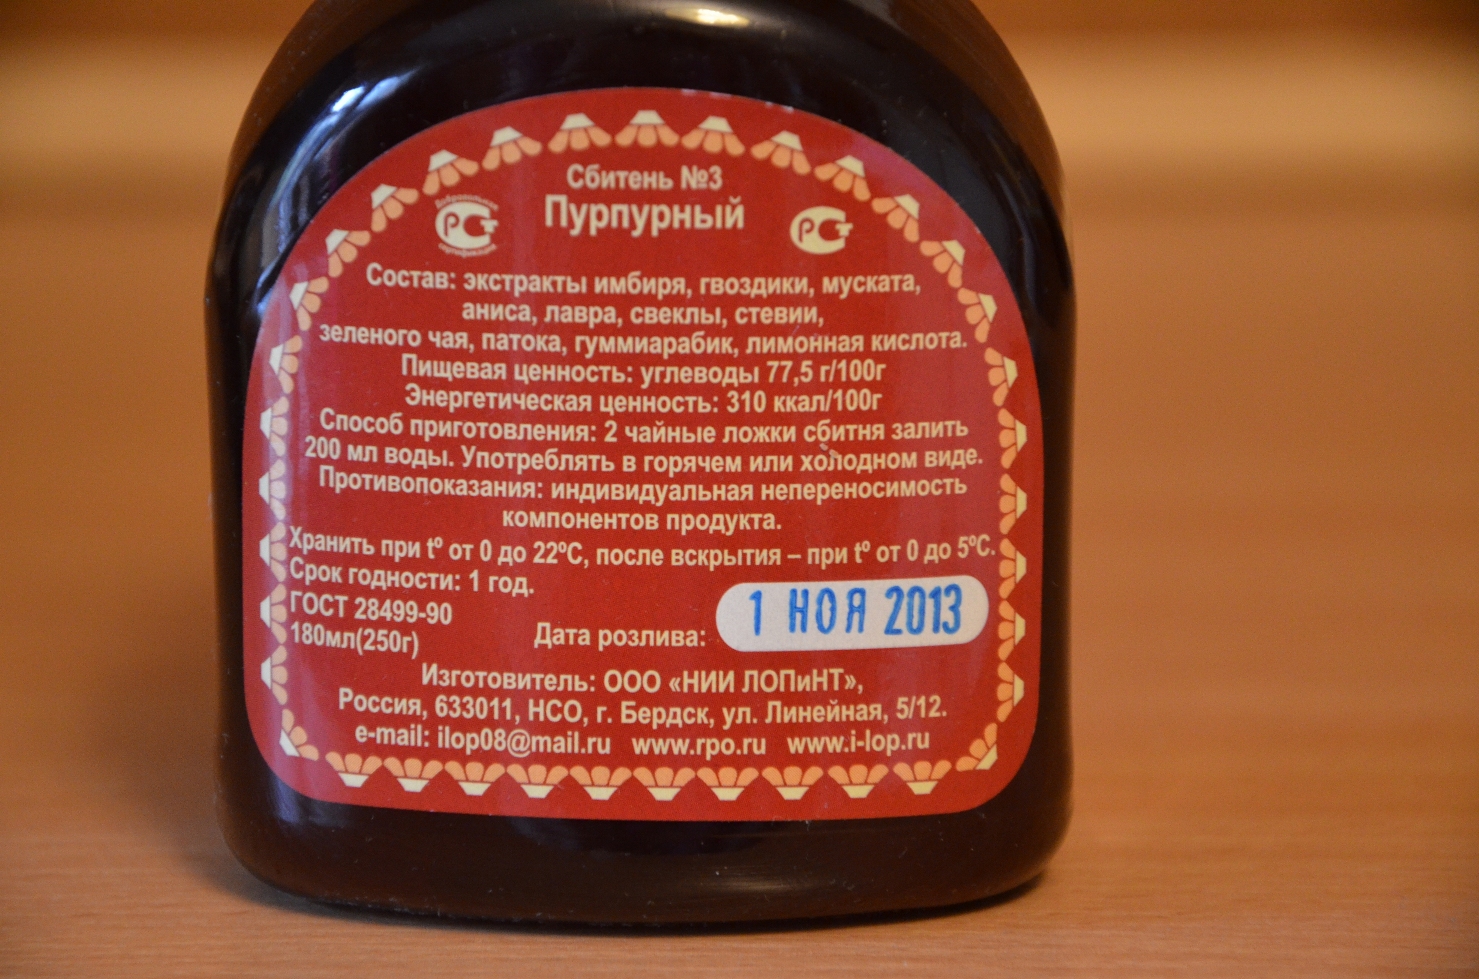 Сбитень №3
Пурпурный
Добровольная
РСТ
сертификация
РСТ
Состав: экстракты имбиря, гвоздики, муската,
аниса, лавра, свеклы, стевии,
зеленого чая, патока, гуммиарабик, лимонная кислота.
Пищевая ценность: углеводы 77,5 г/100г
Энергетическая ценность: 310 ккал/100г
Способ приготовления: 2 чайные ложки сбитня залить
200 мл воды. Употреблять в горячем или холодном виде.
Противопоказания: индивидуальная непереносимость
компонентов продукта.
Хранить при tº от 0 до 22ºС, после вскрытия – при tº от 0 до 5ºС.
Срок годности: 1 год.
ГОСТ 28499-90
180мл(250г)
Дата розлива: 1 НОЯ 2013
Изготовитель: ООО «НИИ ЛОПиНТ»,
Россия, 633011, НСО, г. Бердск, ул. Линейная, 5/12.
e-mail: ilop08@mail.ru www.rpo.ru www.i-lop.ru